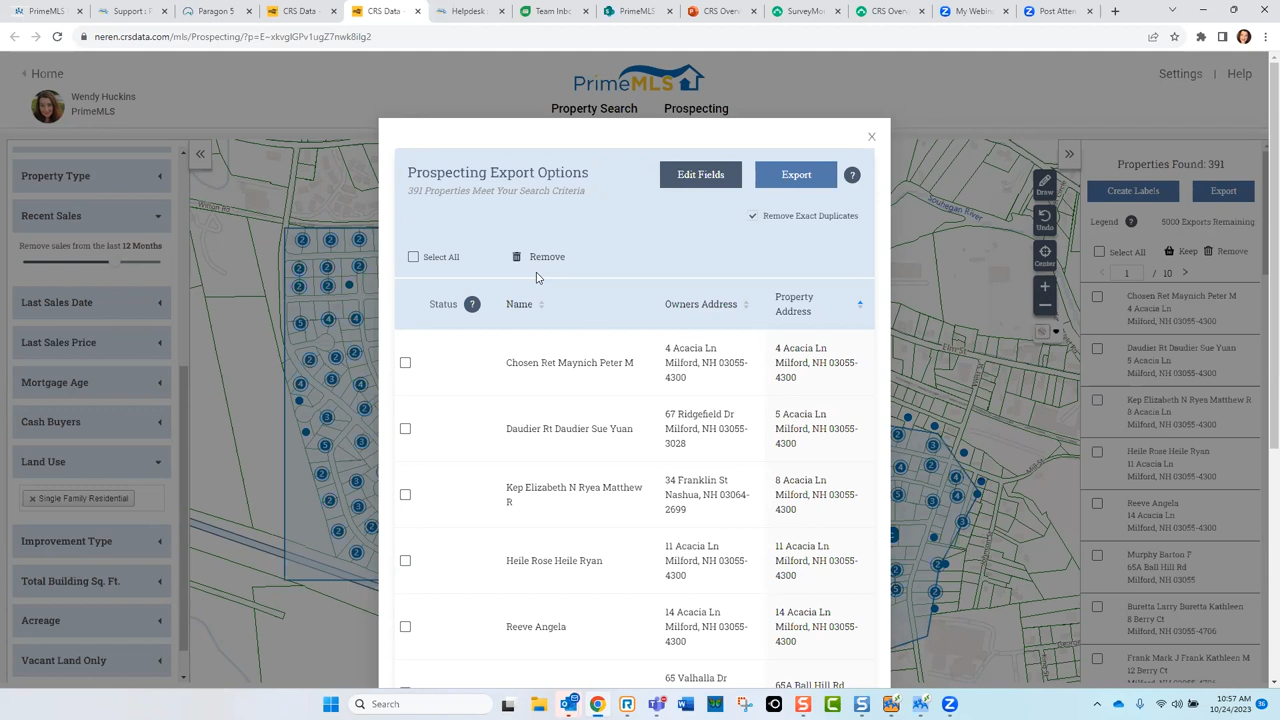 PrimeMLS
Support: F
Paragon 5
CRS Data -
CRS Data -
Helpdesk
Team Inbo
PrimeMLS
CRS Overv
SurveyMon
CRS Overv
My Webina
Post Atten
neren.crsdata.com/mls/Prospecting/?p=E~xkvglGPv1ugZ7nwk8ilg2
Home
Settings
Help
PrimeMLS
Wendy Huckins
PrimeMLS
Property Search
Prospecting
Property Type
Recent Sales
Remove sales from the last 12 Months
Last Sales Date
Last Sales Price
Mortgage Age
Cash Buyers
Land Use
Single Family Residential
Improvement Type
Total Building Sq. Ft.
Acreage
Vacant Land Only
Prospecting Export Options
391 Properties Meet Your Search Criteria
Edit Fields
Export
Remove Exact Duplicates
Select All
Remove
Status
Name
Owners Address
Property
Address
Chosen Ret Maynich Peter M
4 Acacia Ln
Milford, NH 03055-
4300
4 Acacia Ln
Milford, NH 03055-
4300
Daudier Rt Daudier Sue Yuan
67 Ridgefield Dr
Milford, NH 03055-
3028
5 Acacia Ln
Milford, NH 03055-
4300
Kep Elizabeth N Ryea Matthew
R
34 Franklin St
Nashua, NH 03064-
2699
8 Acacia Ln
Milford, NH 03055-
4300
Heile Rose Heile Ryan
11 Acacia Ln
Milford, NH 03055-
4300
11 Acacia Ln
Milford, NH 03055-
4300
Reeve Angela
14 Acacia Ln
Milford, NH 03055-
4300
14 Acacia Ln
Milford, NH 03055-
4300
65 Valhalla Dr
65A Ball Hill Rd
Souhegan River
Elm St
Draw
Undo
Center
Properties Found: 391
Create Labels
Export
Legend
5000 Exports Remaining
Select All
Keep
Remove
1 / 10
Chosen Ret Maynich Peter M
4 Acacia Ln
Milford, NH 03055-4300
Daudier Rt Daudier Sue Yuan
5 Acacia Ln
Milford, NH 03055-4300
Kep Elizabeth N Ryea Matthew R
8 Acacia Ln
Milford, NH 03055-4300
Heile Rose Heile Ryan
11 Acacia Ln
Milford, NH 03055-4300
Reeve Angela
14 Acacia Ln
Milford, NH 03055-4300
Murphy Barton F
65A Ball Hill Rd
Milford, NH 03055
Buretta Larry Buretta Kathleen
8 Berry Ct
Milford, NH 03055-4706
Frank Mark J Frank Kathleen M
12 Berry Ct
Search
10:57 AM
10/24/2023